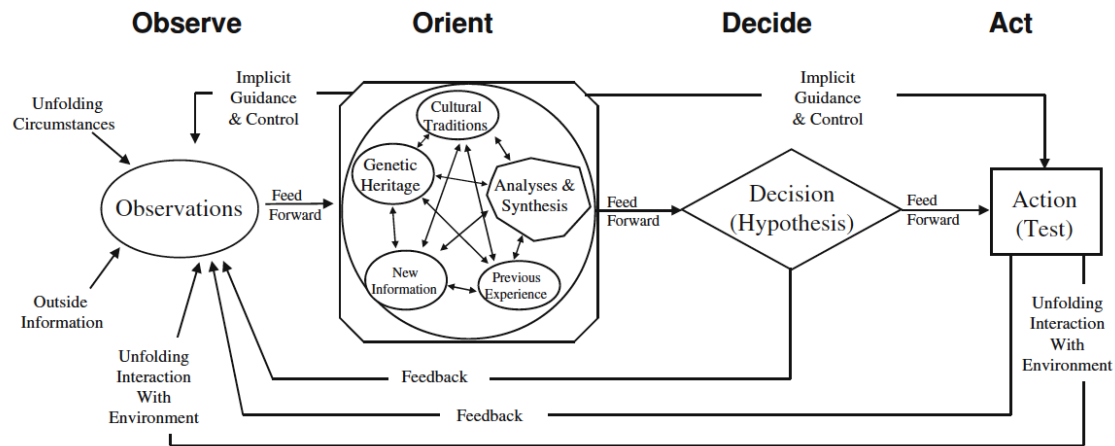 Observe
Orient
Decide
Act
Implicit
Guidance
& Control
Unfolding
Circumstances
Observations
Outside
Information
Unfolding
Interaction
With
Environment
Feed
Forward
Cultural
Traditions
Genetic
Heritage
Analyses &
Synthesis
New
Information
Previous
Experience
Feed
Forward
Implicit
Guidance
& Control
Decision
(Hypothesis)
Feed
Forward
Action
(Test)
Unfolding
Interaction
With
Environment
Feedback
Feedback